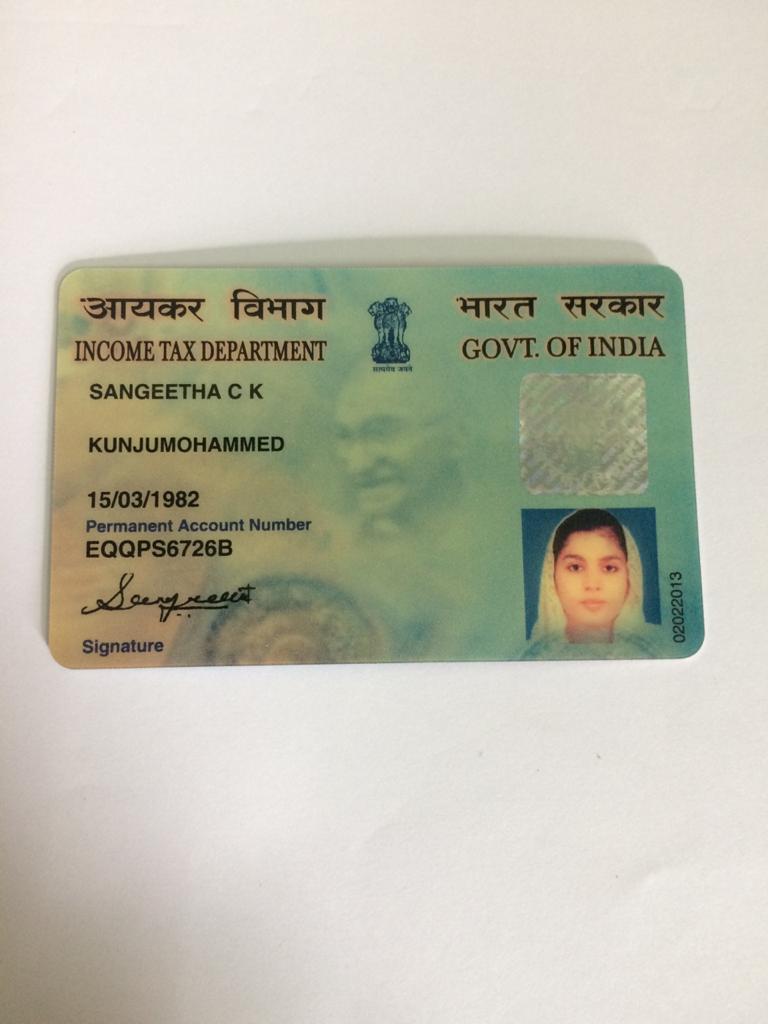 आयकर विभाग
INCOME TAX DEPARTMENT
सत्यमेव जयते
भारत सरकार
GOVT. OF INDIA
SANGEETHA C K
KUNJUMOHAMMED
15/03/1982
Permanent Account Number
EQQPS6726B
Signature
02022013